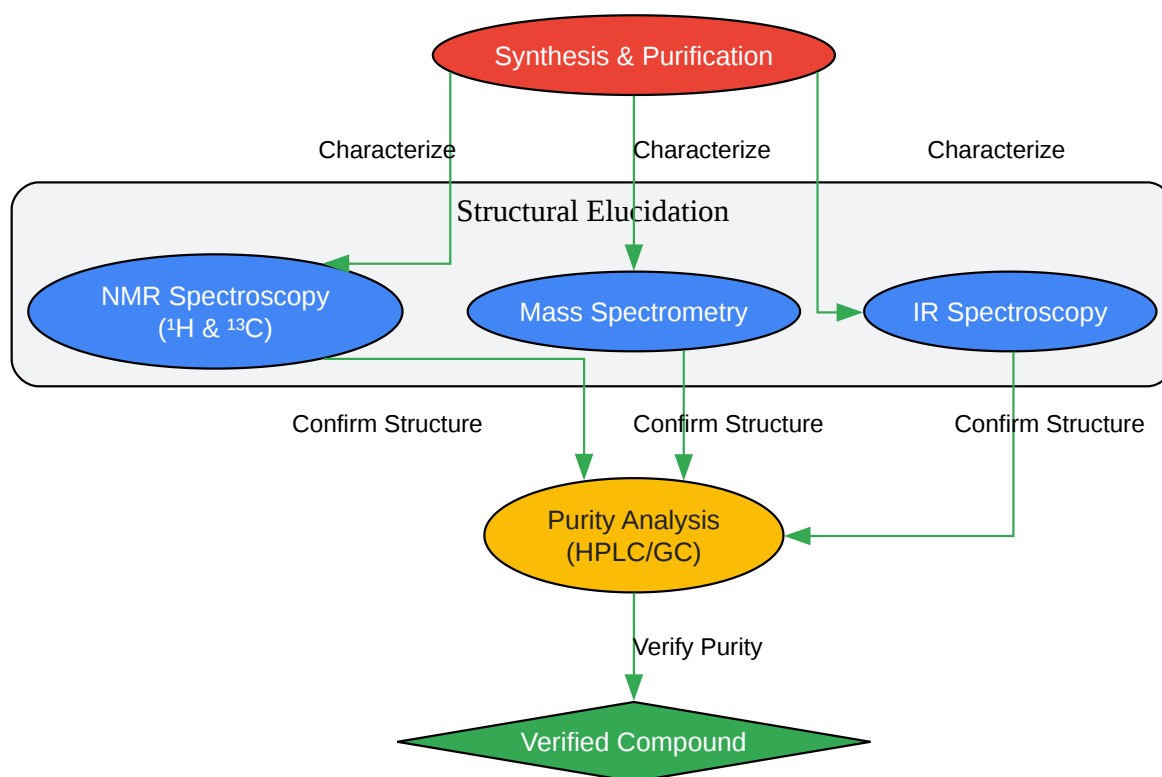 Synthesis & Purification
Characterize
Characterize
Characterize
Structural Elucidation
NMR Spectroscopy
(¹H & ¹³C)
Mass Spectrometry
IR Spectroscopy
Confirm Structure
Confirm Structure
Confirm Structure
Purity Analysis
(HPLC/GC)
Verify Purity
Verified Compound